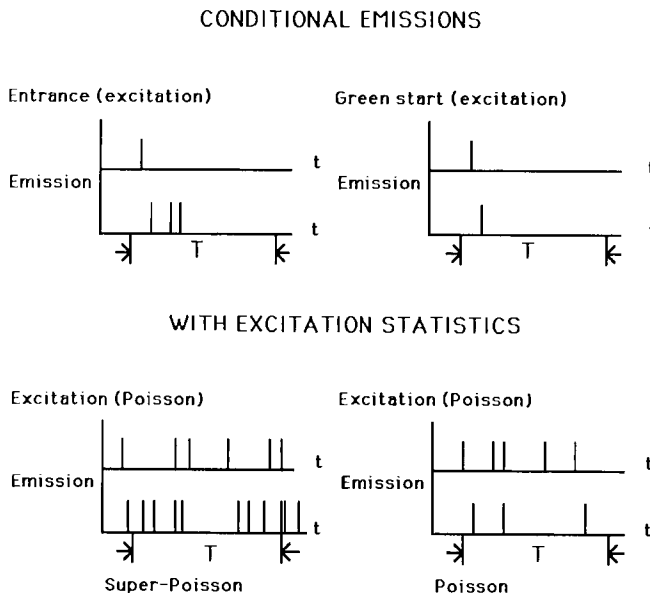 CONDITIONAL EMISSIONS
Entrance (excitation)
t
Emission
t
T
Green start (excitation)
t
Emission
T
WITH EXCITATION STATISTICS
Excitation (Poisson)
t
Emission
t
T
Super-Poisson
Excitation (Poisson)
t
Emission
t
T
Poisson